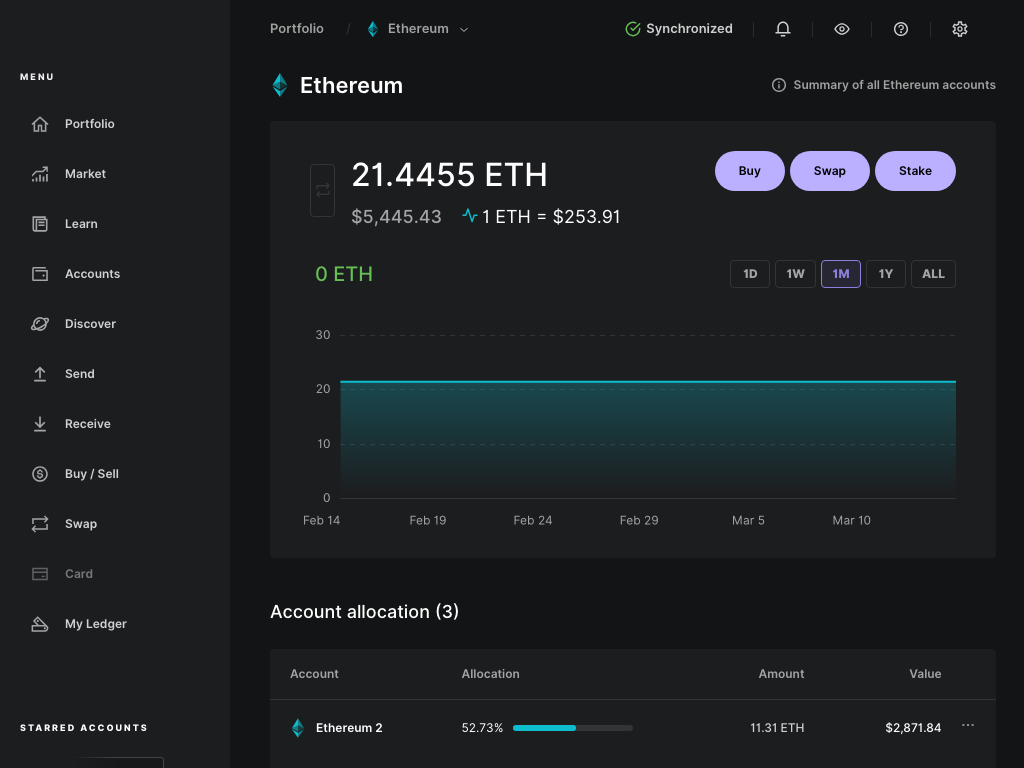 Portfolio / Ethereum
Synchronized
MENU
Portfolio
Market
Learn
Accounts
Discover
Send
Receive
Buy / Sell
Swap
Card
My Ledger
STARRED ACCOUNTS
Ethereum
Summary of all Ethereum accounts
21.4455 ETH
Buy Swap Stake
$5,445.43 1 ETH = $253.91
0 ETH
1D 1W 1M 1Y ALL
30
20
10
0
Feb 14 Feb 19 Feb 24 Feb 29 Mar 5 Mar 10
Account allocation (3)
Account Allocation Amount Value
Ethereum 2 52.73% 11.31 ETH $2,871.84